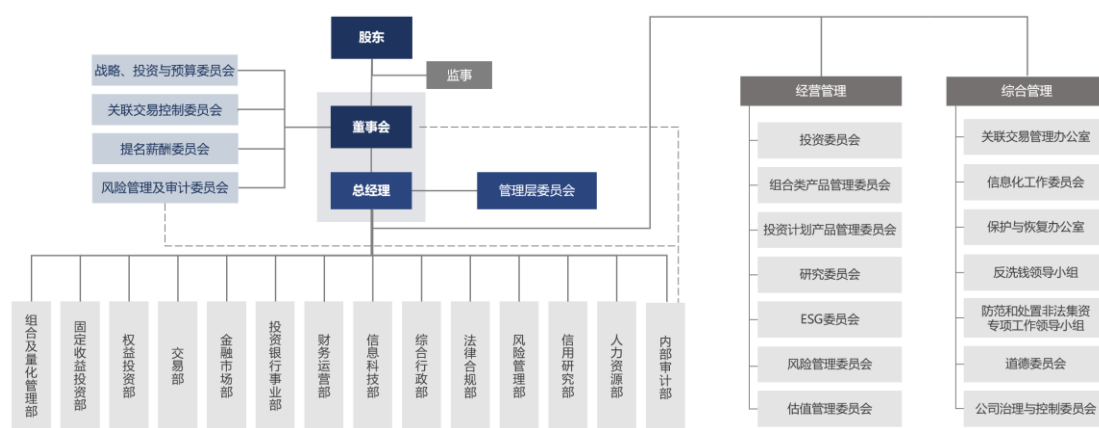 股东
监事
战略、投资与预算委员会
关联交易控制委员会
提名薪酬委员会
风险管理及审计委员会
董事会
总经理
管理层委员会
经营管理
投资委员会
组合类产品管理委员会
投资计划产品管理委员会
研究委员会
ESG委员会
风险管理委员会
估值管理委员会
综合管理
关联交易管理办公室
信息化工作委员会
保护与恢复办公室
反洗钱领导小组
防范和处置非法集资
专项工作领导小组
道德委员会
公司治理与控制委员会
组合及量化管理部
固定收益投资部
权益投资部
交易部
金融市场部
投资银行事业部
财务运营部
信息科技部
综合行政部
法律合规部
风险管理部
信用研究部
人力资源部
内部审计部